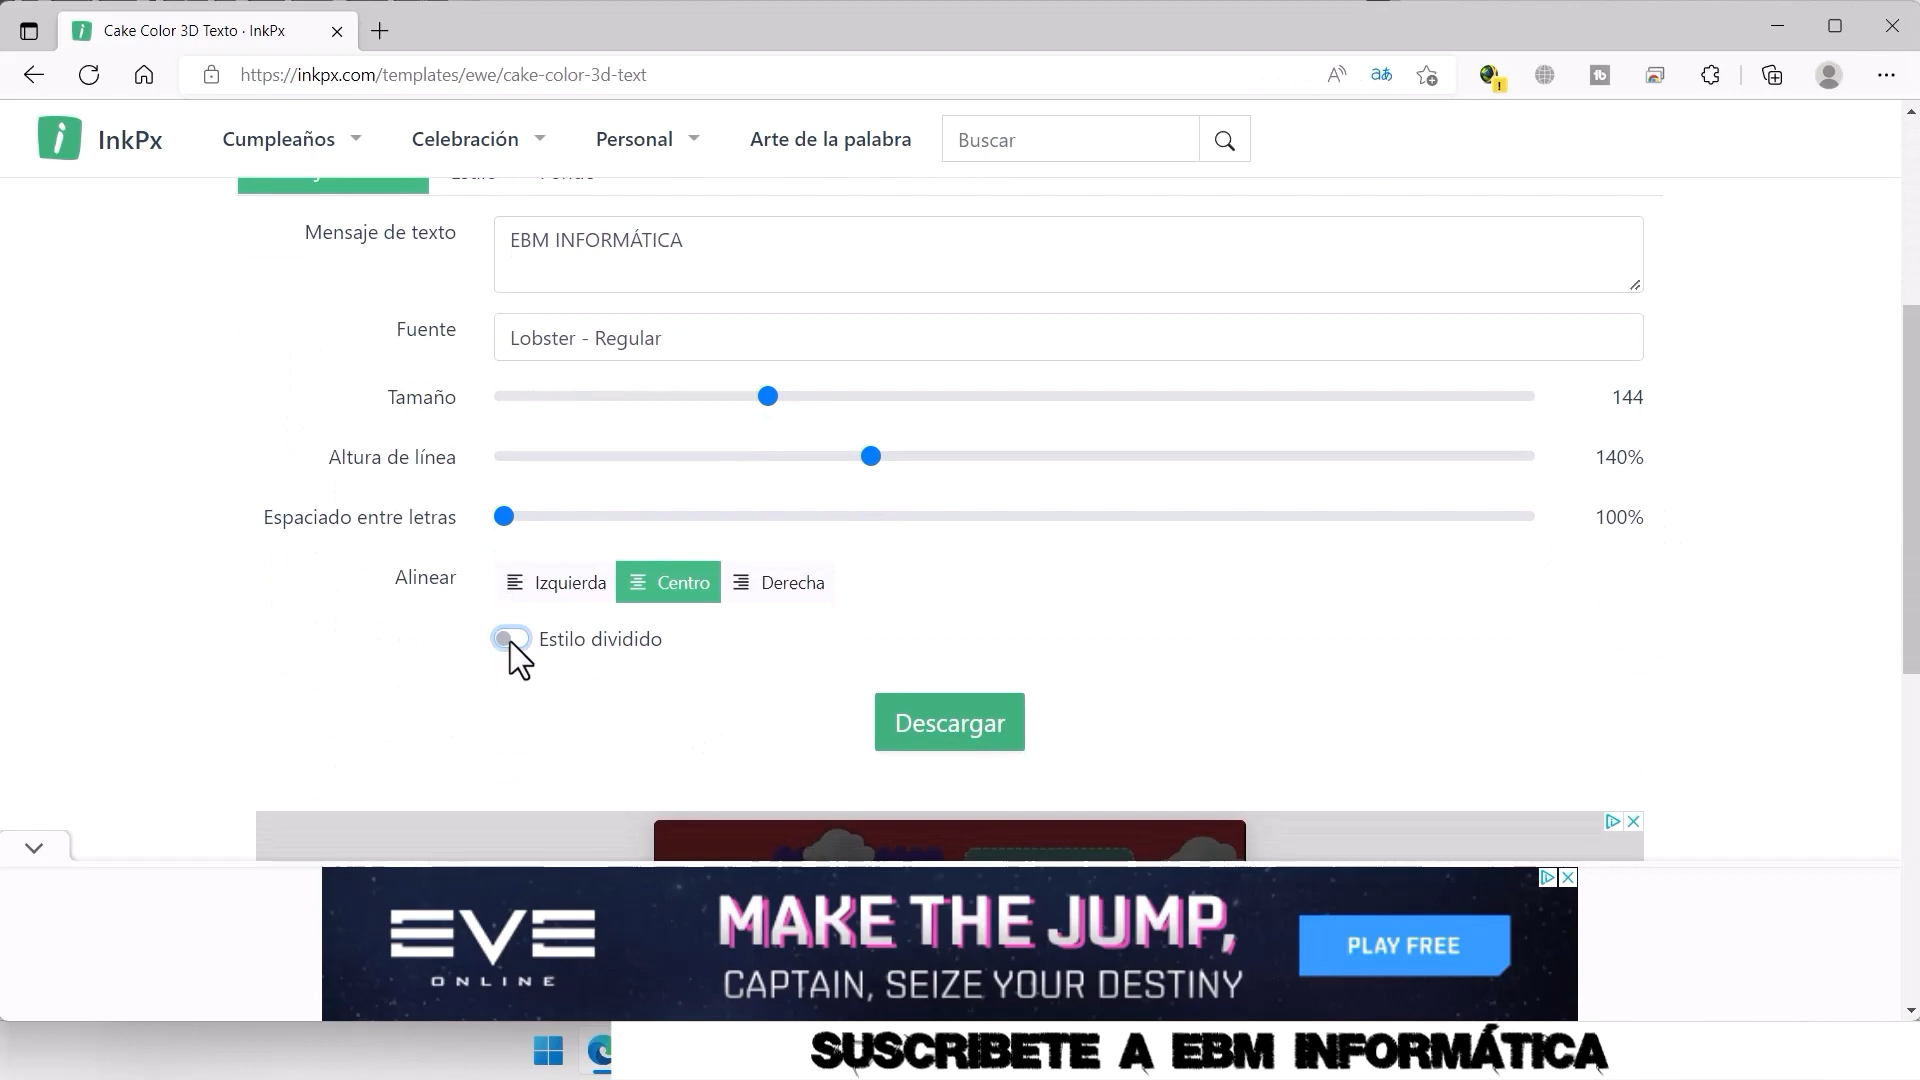 Cake Color 3D Texto · InkPx
https://inkpx.com/templates/ewe/cake-color-3d-text
InkPx
Cumpleaños
Celebración
Personal
Arte de la palabra
Buscar
Mensaje de texto
EBM INFORMÁTICA
Fuente
Lobster - Regular
Tamaño
144
Altura de línea
140%
Espaciado entre letras
100%
Alinear
Izquierda
Centro
Derecha
Estilo dividido
Descargar
EVE
ONLINE
MAKE THE JUMP,
CAPTAIN, SEIZE YOUR DESTINY
PLAY FREE
SUSCRIBETE A EBM INFORMÁTICA